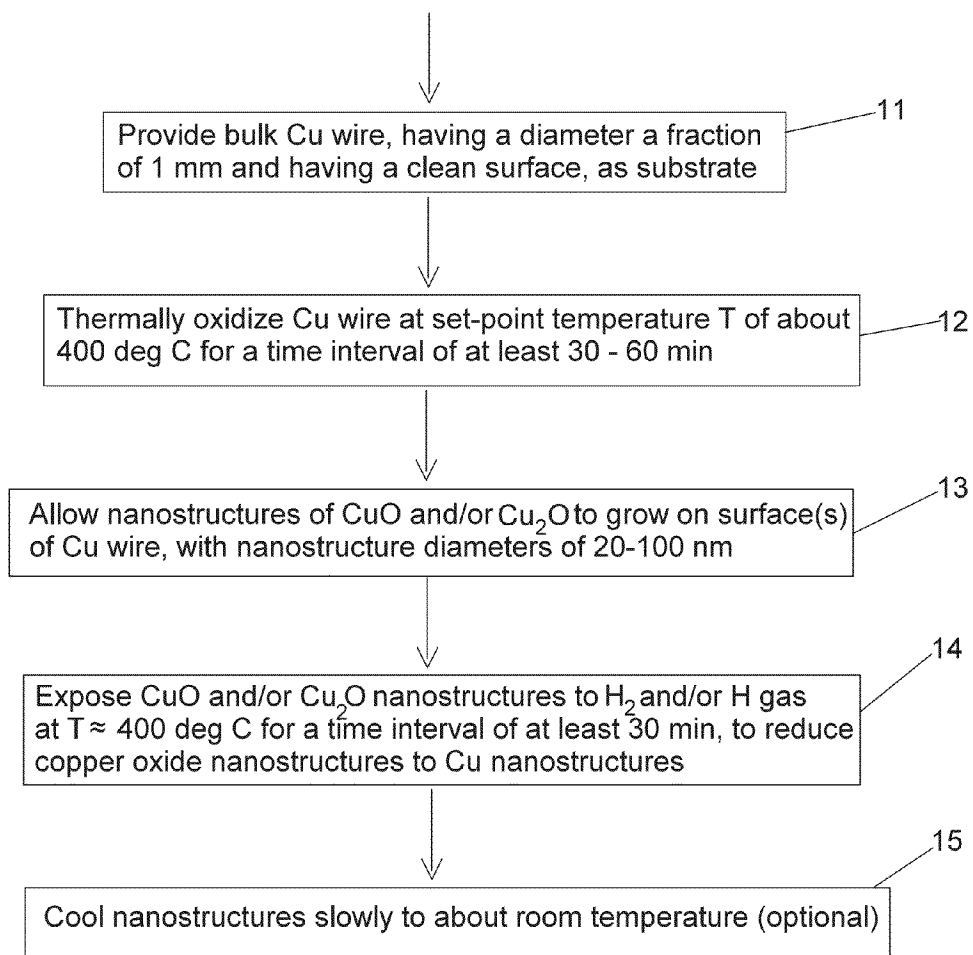 11
Provide bulk Cu wire, having a diameter a fraction
of 1 mm and having a clean surface, as substrate
12
Thermally oxidize Cu wire at set-point temperature T of about
400 deg C for a time interval of at least 30 - 60 min
13
Allow nanostructures of CuO and/or Cu₂O to grow on surface(s)
of Cu wire, with nanostructure diameters of 20-100 nm
14
Expose CuO and/or Cu₂O nanostructures to H₂ and/or H gas
at T ≈ 400 deg C for a time interval of at least 30 min, to reduce
copper oxide nanostructures to Cu nanostructures
15
Cool nanostructures slowly to about room temperature (optional)